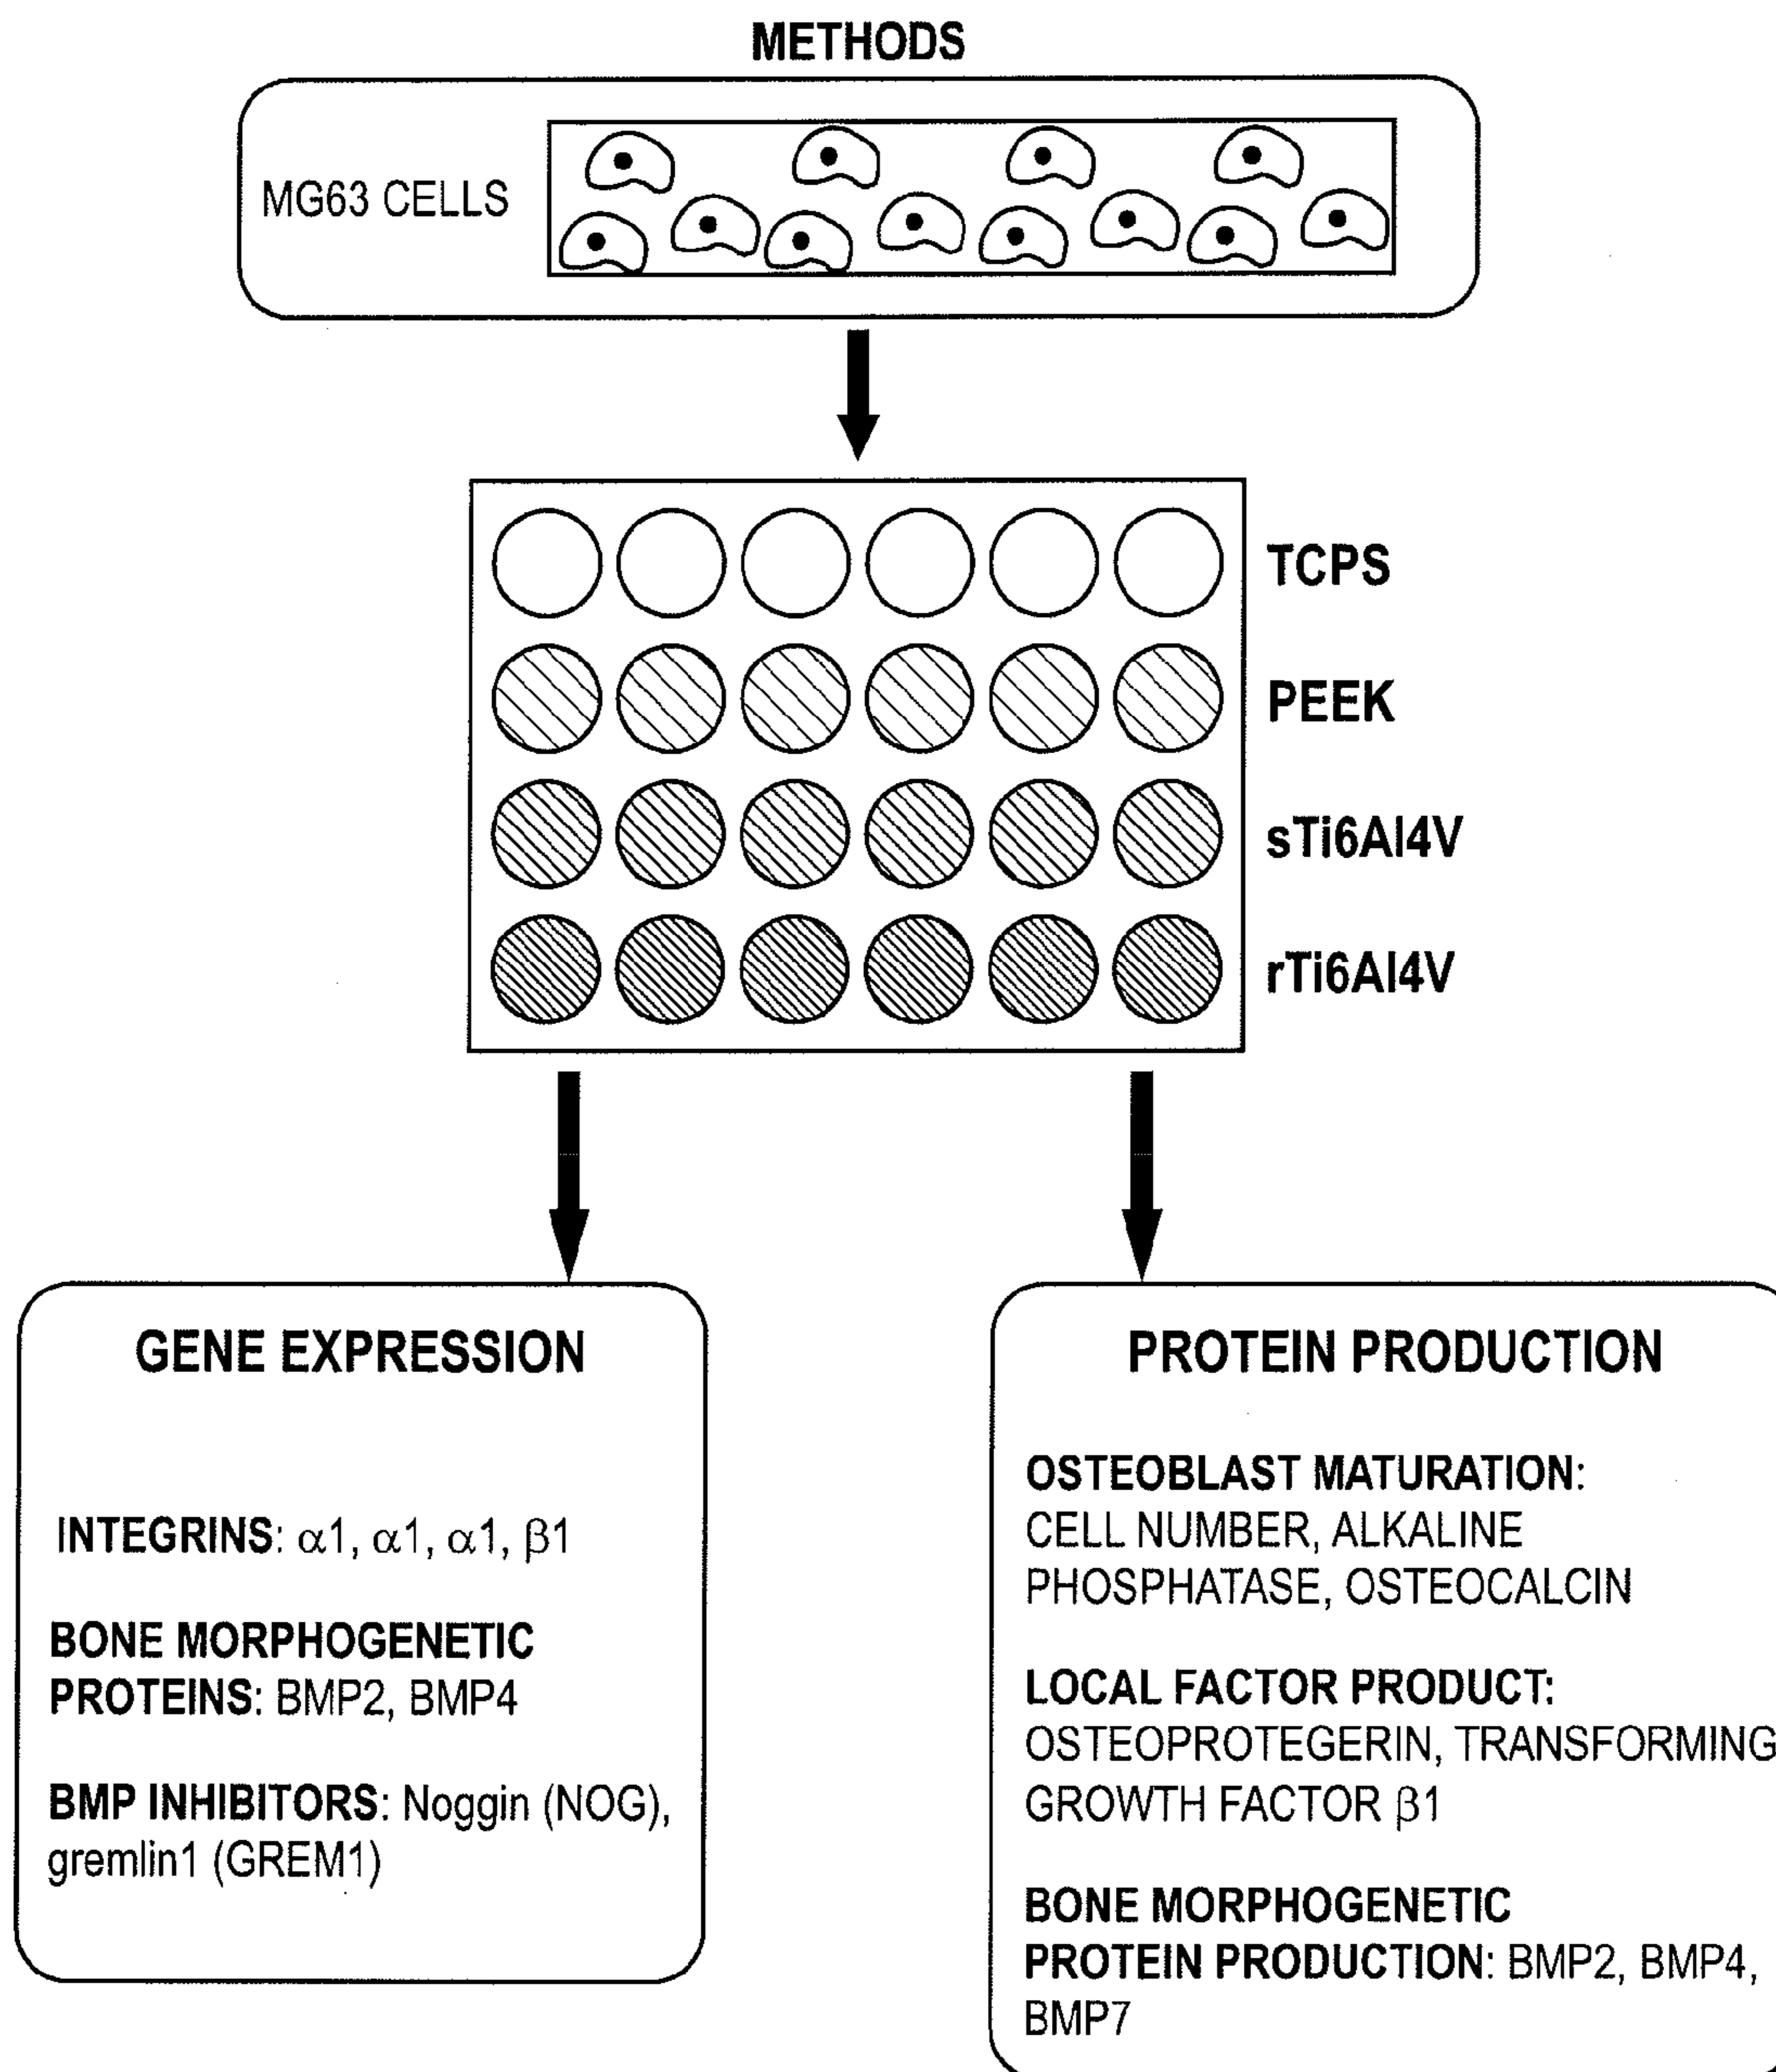 METHODS
MG63 CELLS
TCPS
PEEK
sTi6Al4V
rTi6Al4V
GENE EXPRESSION
INTEGRINS: α1, α1, α1, β1
BONE MORPHOGENETIC
PROTEINS: BMP2, BMP4
BMP INHIBITORS: Noggin (NOG),
gremlin1 (GREM1)
PROTEIN PRODUCTION
OSTEOBLAST MATURATION:
CELL NUMBER, ALKALINE
PHOSPHATASE, OSTEOCALCIN
LOCAL FACTOR PRODUCT:
OSTEOPROTEGERIN, TRANSFORMING
GROWTH FACTOR β1
BONE MORPHOGENETIC
PROTEIN PRODUCTION: BMP2, BMP4,
BMP7